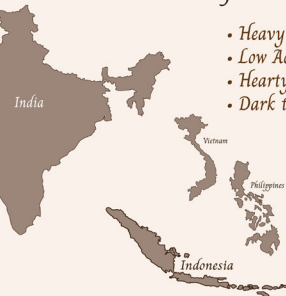 • Heavy
• Low
• Hearty
• Dark
India
Vietnam
Philippines
Indonesia